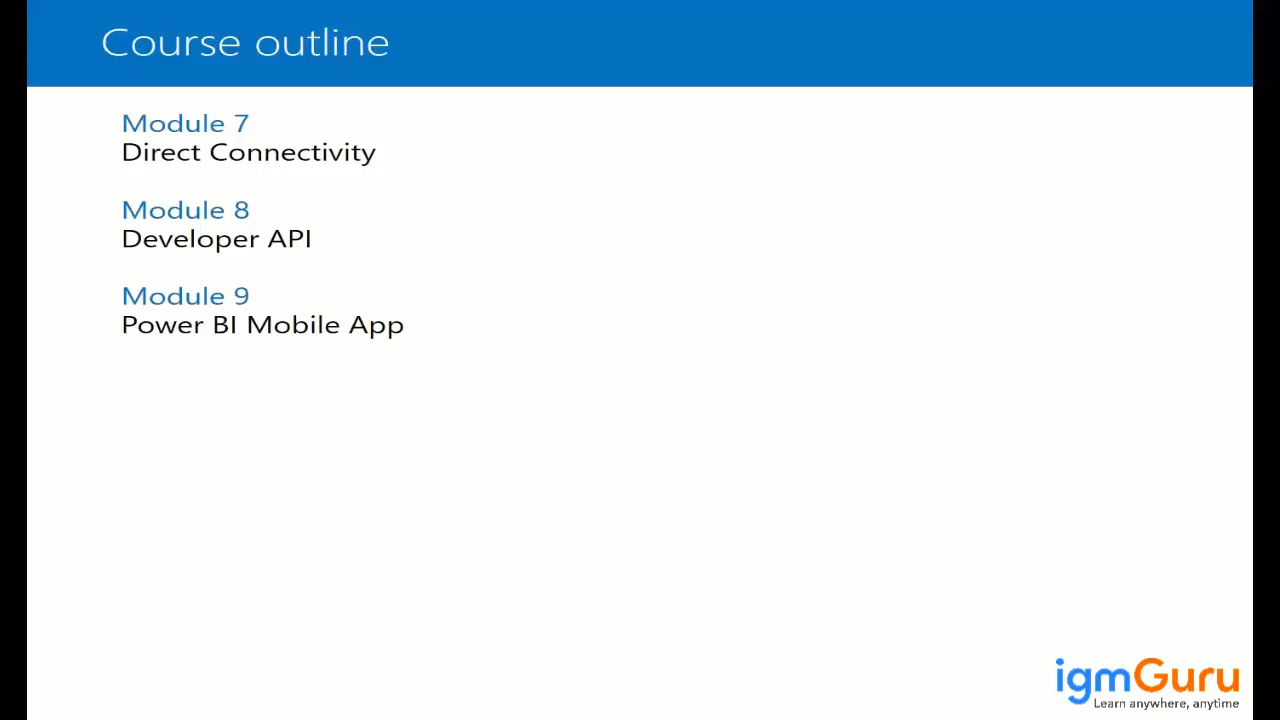 Course outline
Module 7
Direct Connectivity
Module 8
Developer API
Module 9
Power BI Mobile App
igmGuru
Learn anywhere, anytime